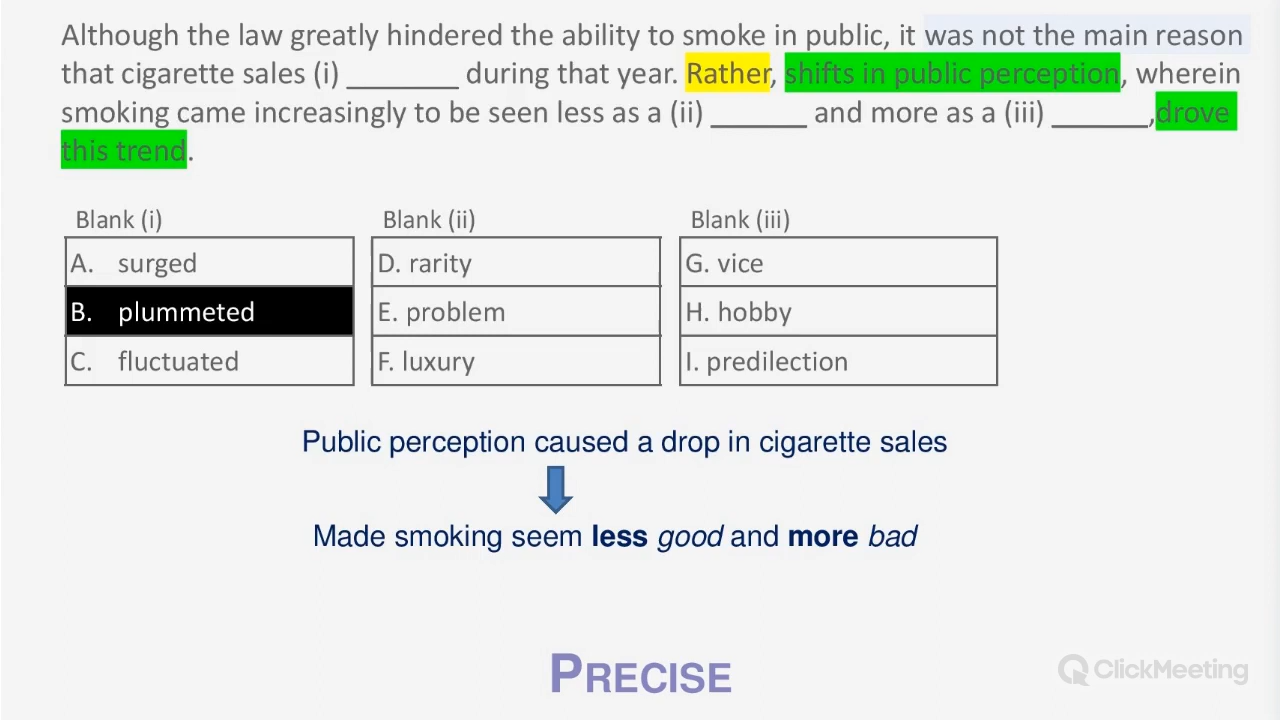 Although the law greatly hindered the ability to smoke in public, it was not the main reason
that cigarette sales (i) ________ during that year. Rather, shifts in public perception, wherein
smoking came increasingly to be seen less as a (ii) _______ and more as a (iii) _______, drove
this trend.
Blank (i) Blank (ii) Blank (iii)
A. surged D. rarity G. vice
B. plummeted E. problem H. hobby
C. fluctuated F. luxury I. predilection
Public perception caused a drop in cigarette sales
Made smoking seem less good and more bad
PRECISE
ClickMeeting